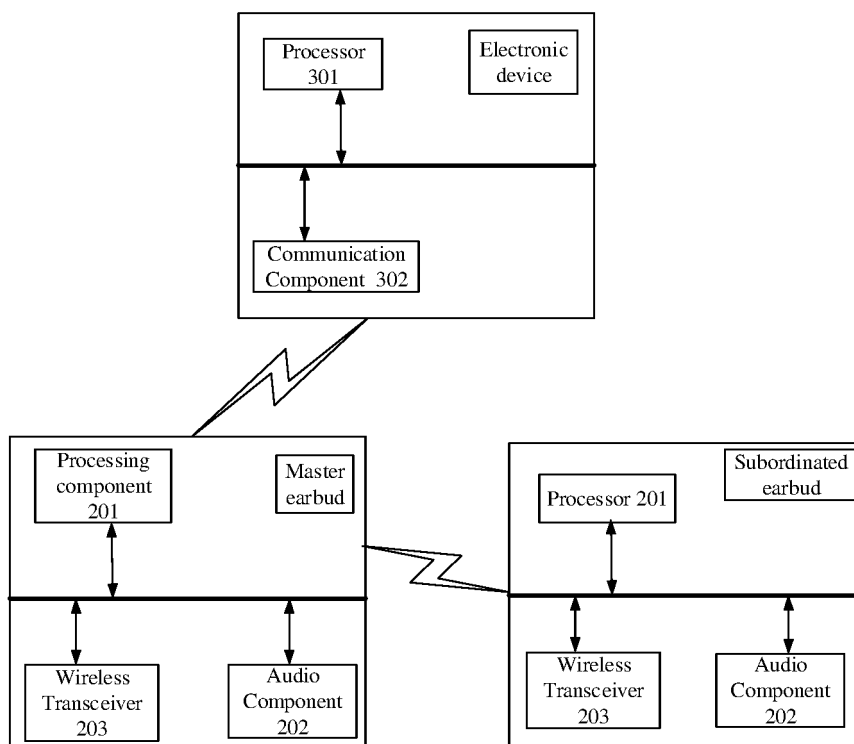 Processor
301
Electronic
device
Communication
Component 302
Processing
component
201
Master
earbud
Wireless
Transceiver
203
Audio
Component
202
Subordinated
earbud
Processor 201
Wireless
Transceiver
203
Audio
Component
202